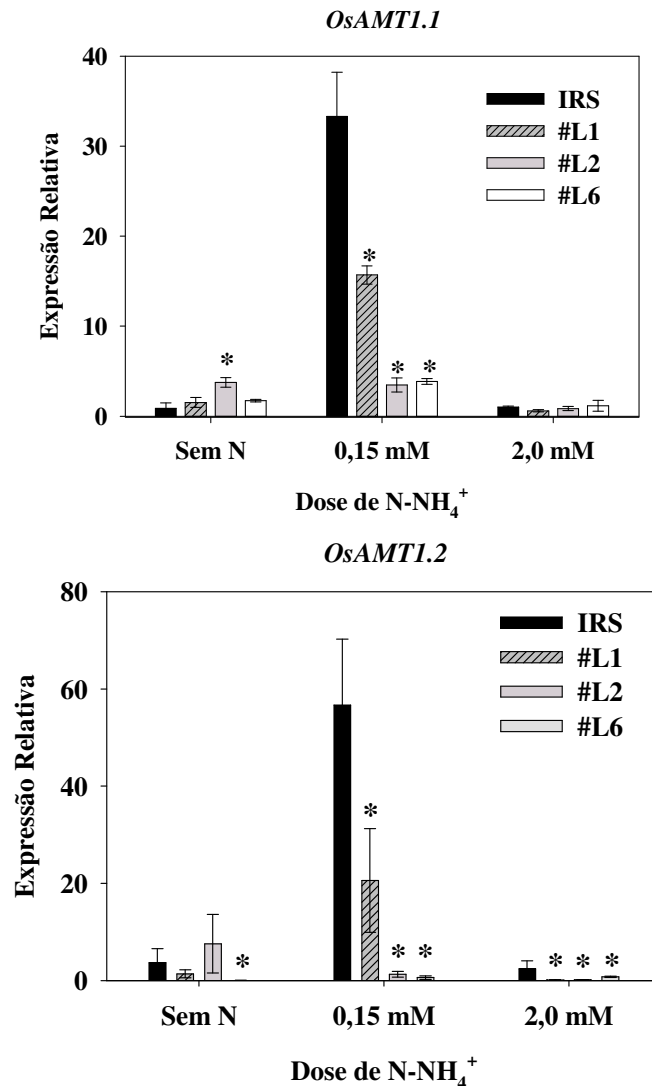 OsAMT1.1
40
30
20
10
0
Expressão Relativa
IRS
#L1
#L2
#L6
*
*
*
*
Sem N 0,15 mM 2,0 mM
Dose de N-NH₄⁺
OsAMT1.2
80
60
40
20
0
Expressão Relativa
IRS
#L1
#L2
#L6
*
*
* *
* * *
Sem N 0,15 mM 2,0 mM
Dose de N-NH₄⁺